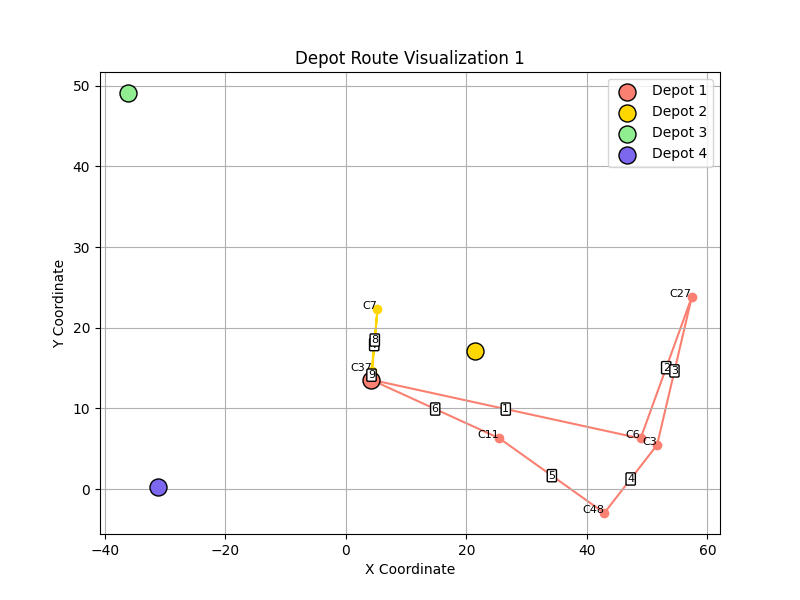 Depot Route Visualization 1
Depot 1
Depot 2
Depot 3
Depot 4
Y Coordinate
50
40
30
20
10
0
C27
C7
8
C37
9
2
3
6
1
C11
C6
C3
5
4
C48
−40
−20
0
20
40
60
X Coordinate